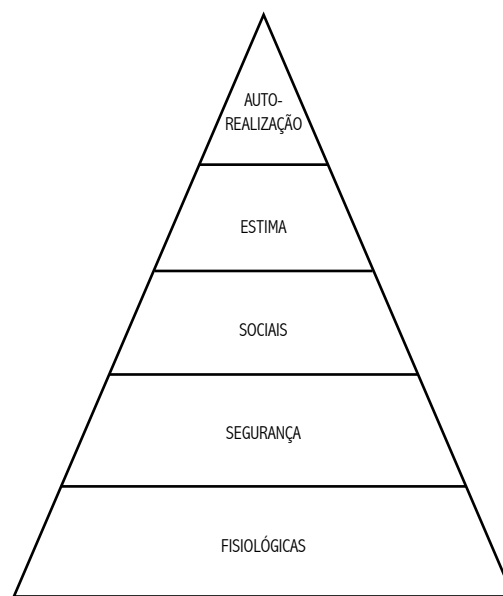 AUTO-
REALIZAÇÃO
ESTIMA
SOCIAIS
SEGURANÇA
FISIOLÓGICAS